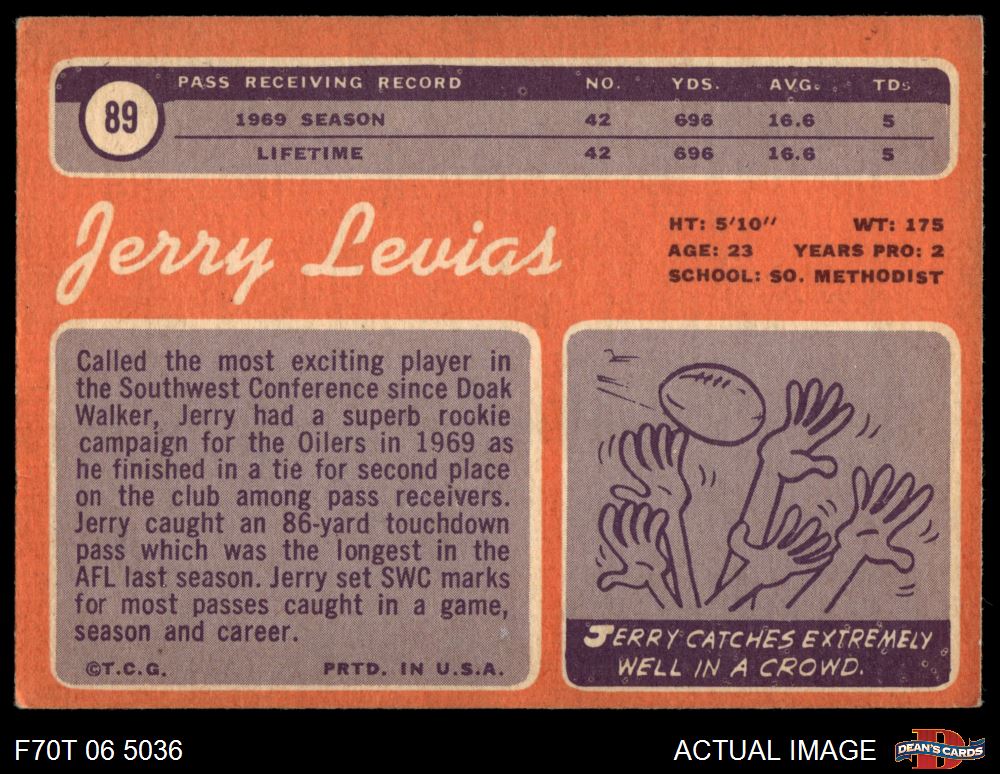 89
PASS RECEIVING RECORD NO. YDS. AVG. TDS
1969 SEASON 42 696 16.6 5
LIFETIME 42 696 16.6 5
Jerry Levias
HT: 5'10" WT: 175
AGE: 23 YEARS PRO: 2
SCHOOL: SO. METHODIST
Called the most exciting player in
the Southwest Conference since Doak
Walker, Jerry had a superb rookie
campaign for the Oilers in 1969 as
he finished in a tie for second place
on the club among pass receivers.
Jerry caught an 86-yard touchdown
pass which was the longest in the
AFL last season. Jerry set SWC marks
for most passes caught in a game,
season and career.
©T.C.G. PRTD. IN U.S.A.
JERRY CATCHES EXTREMELY
WELL IN A CROWD.
F70T 06 5036 ACTUAL IMAGE
D
DEAN'S CARDS